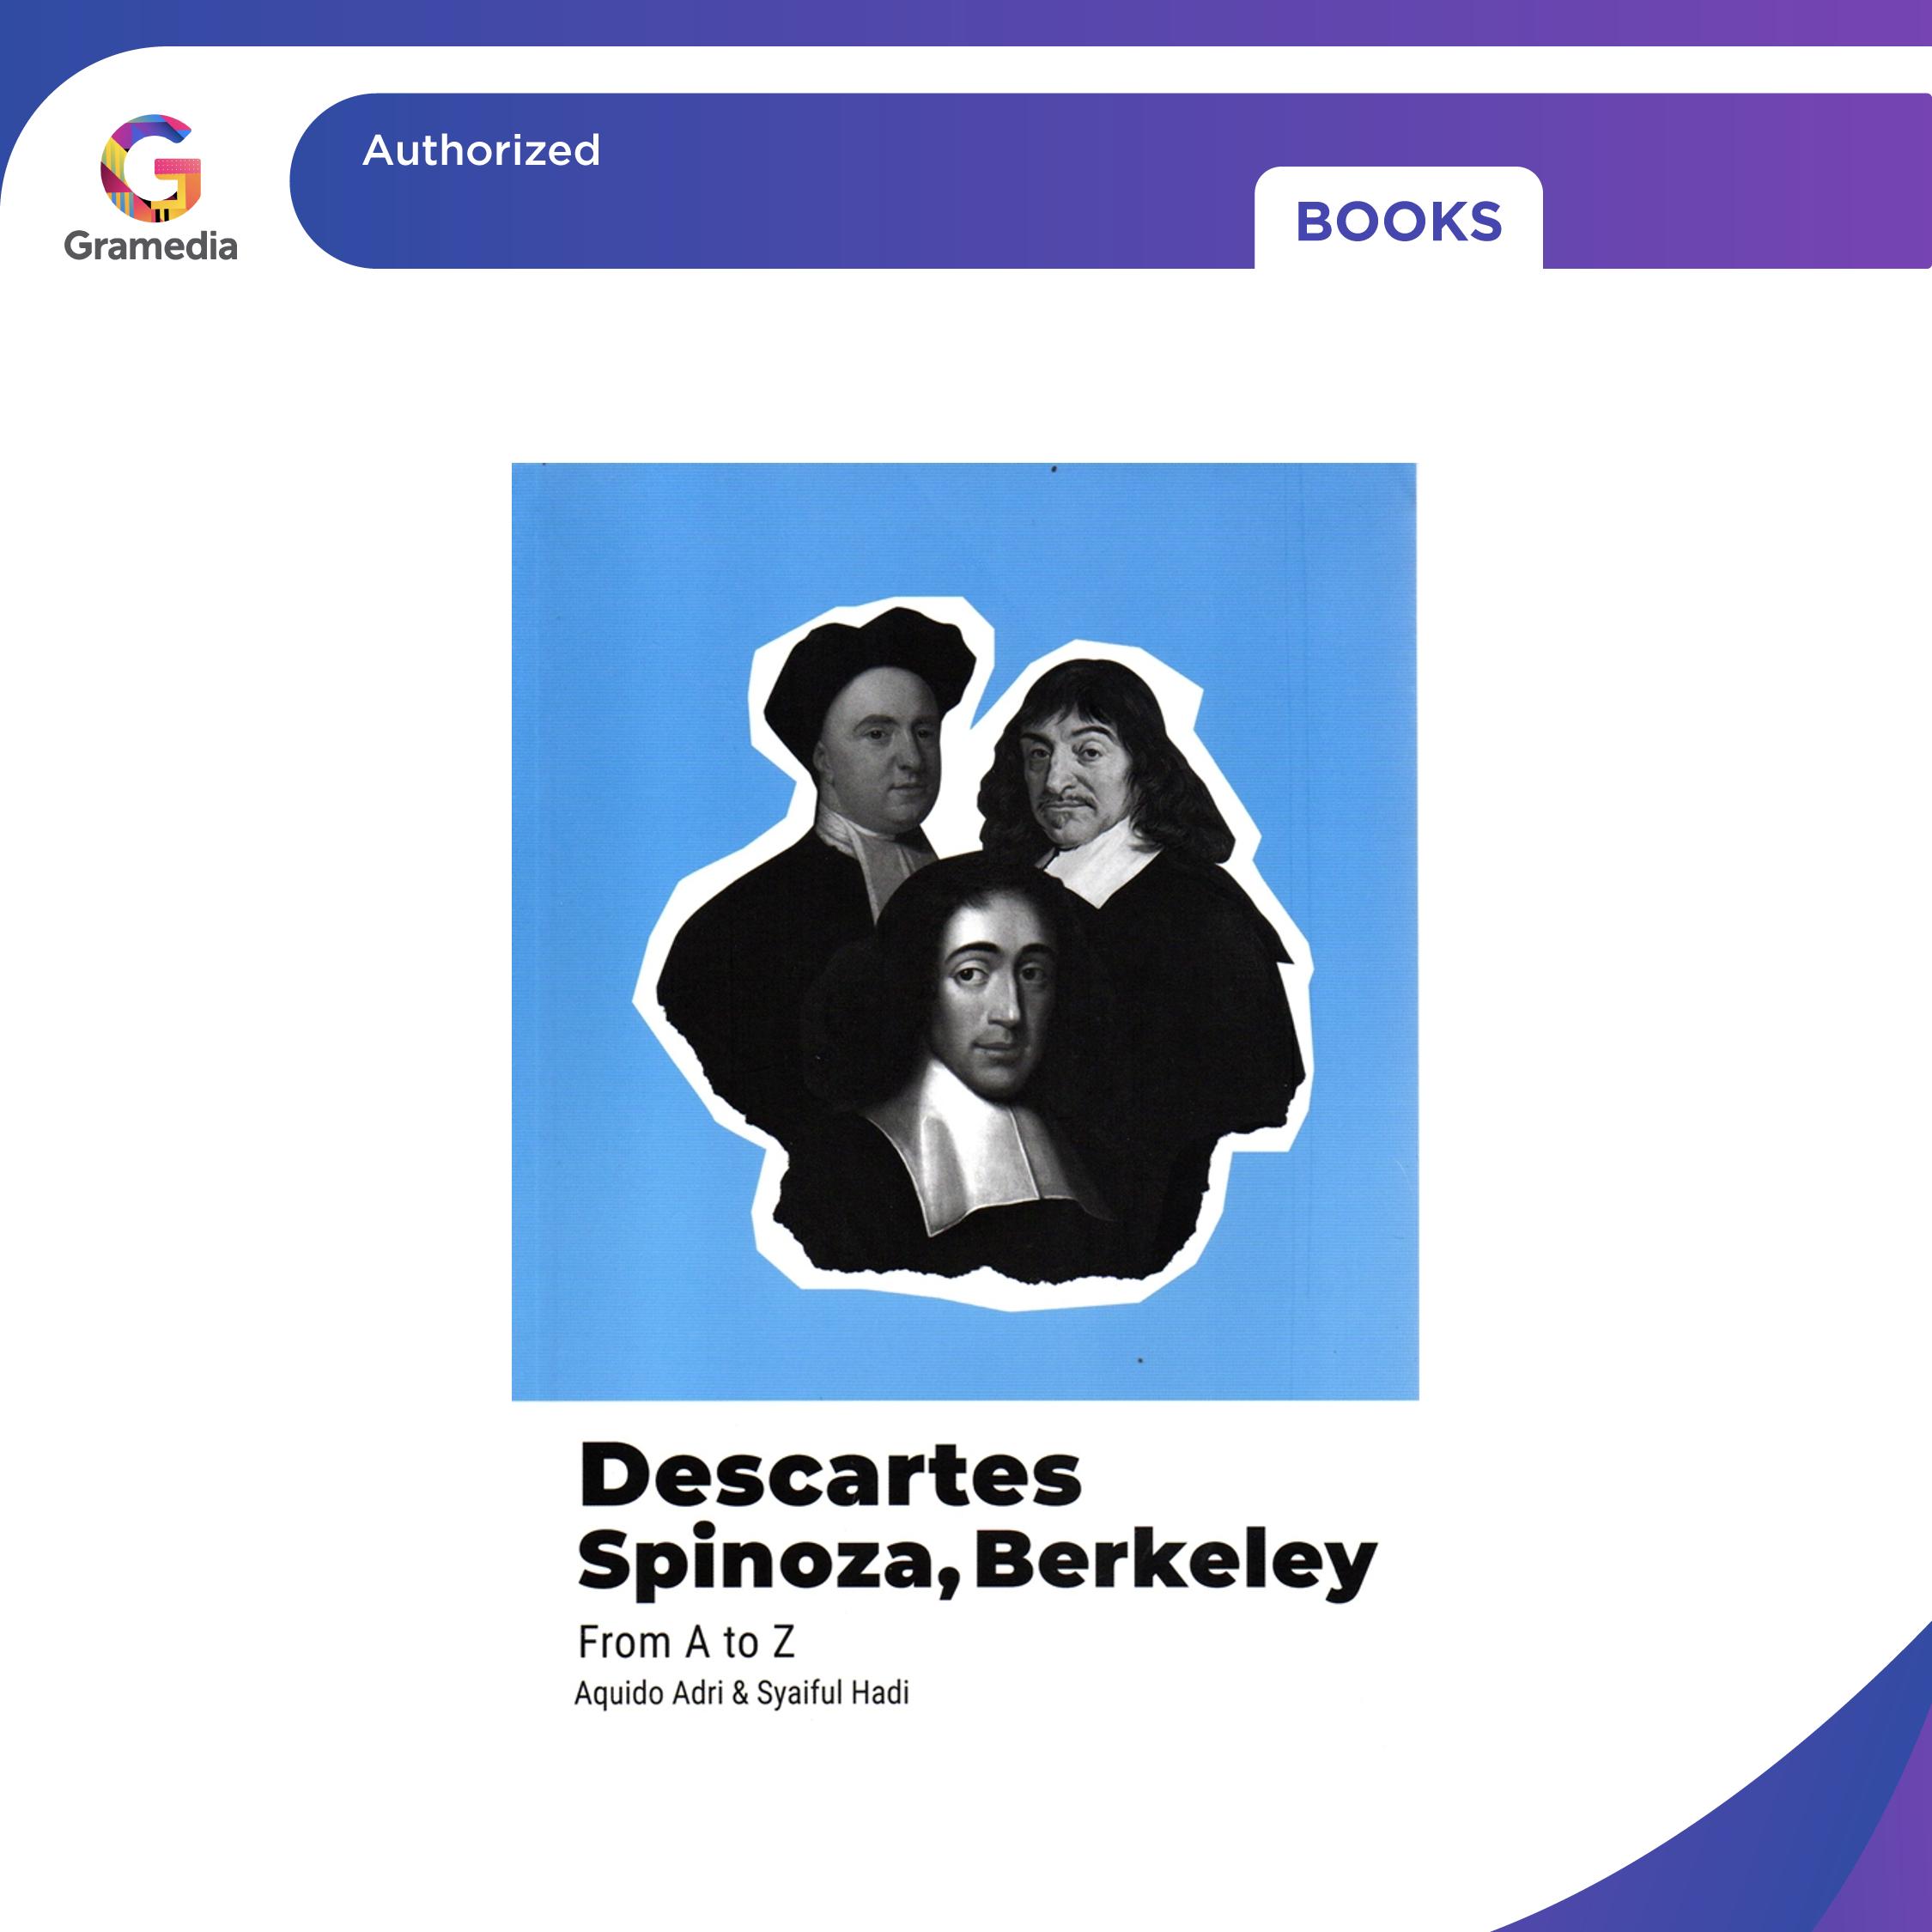 Gramedia
Authorized
BOOKS
Descartes
Spinoza, Berkeley
From A to Z
Aquido Adri & Syaiful Hadi